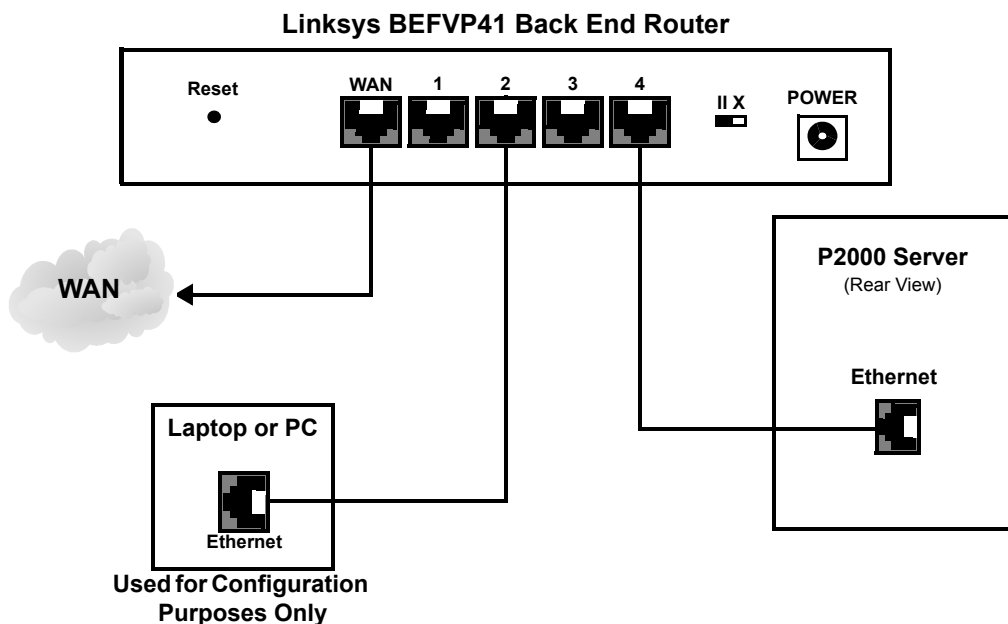 Linksys BEFVP41 Back End Router
Reset
WAN
1
2
3
4
II X
POWER
WAN
P2000 Server
(Rear View)
Ethernet
Laptop or PC
Ethernet
Used for Configuration
Purposes Only